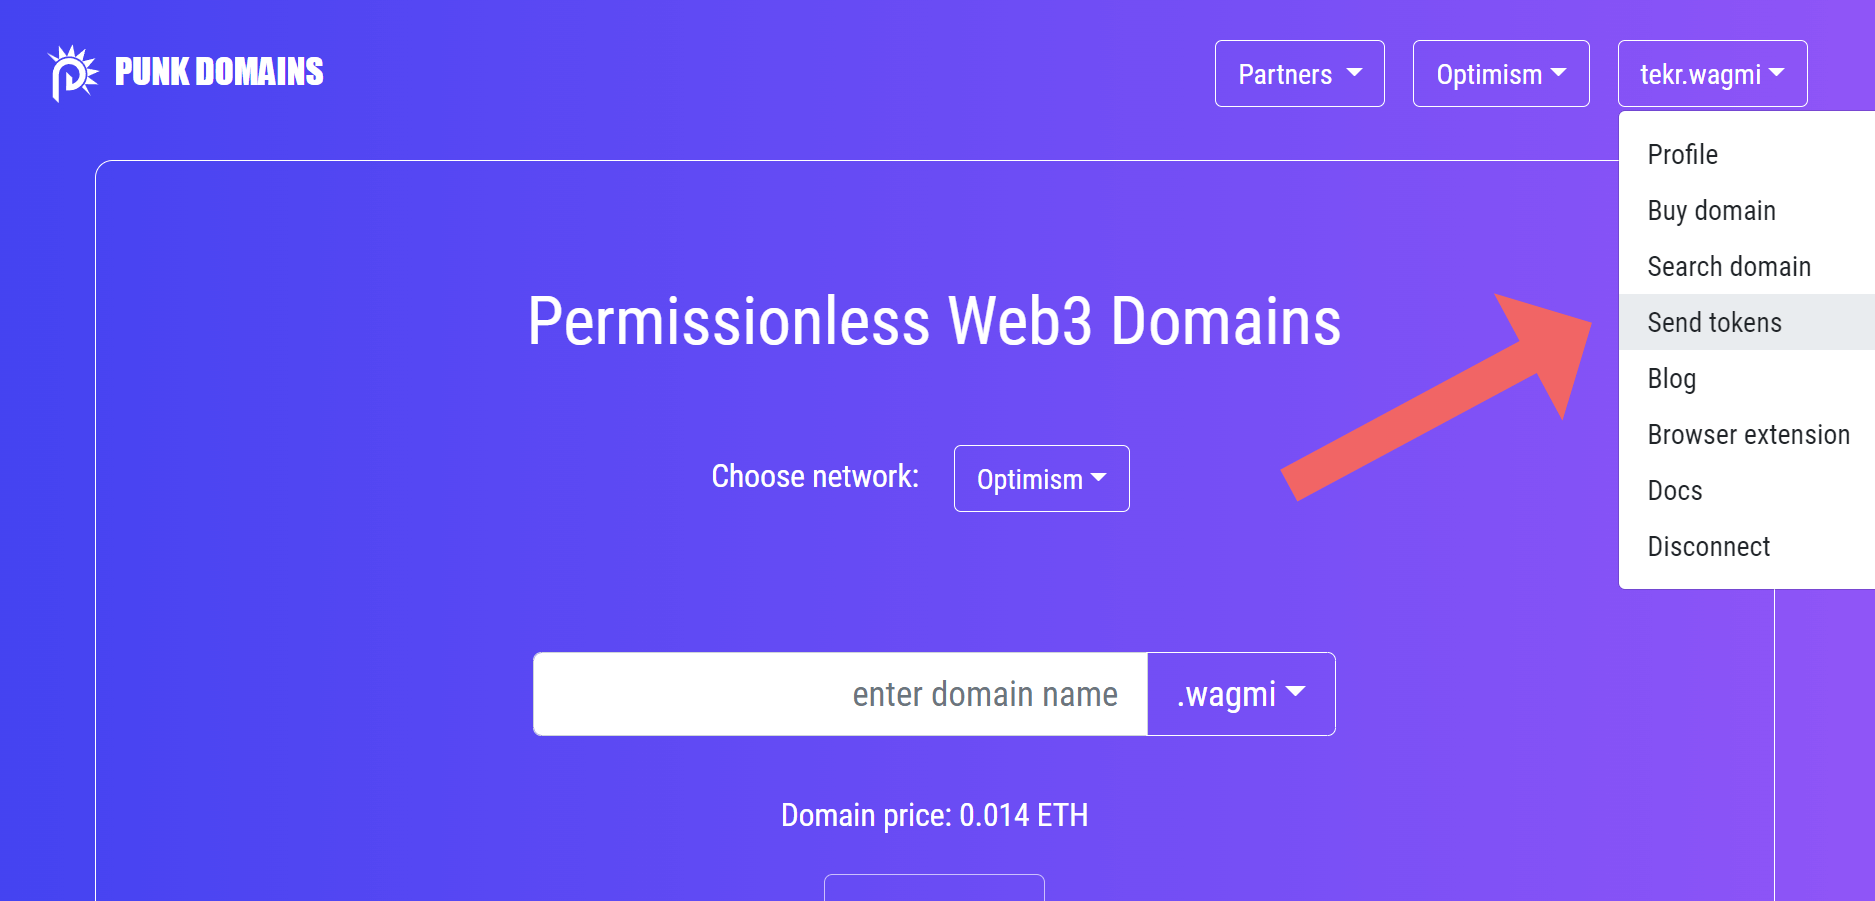 PUNK DOMAINS
Partners
Optimism
tekr.wagmi
Profile
Buy domain
Search domain
Send tokens
Blog
Browser extension
Docs
Disconnect
Permissionless Web3 Domains
Choose network:
Optimism
enter domain name
.wagmi
Domain price: 0.014 ETH